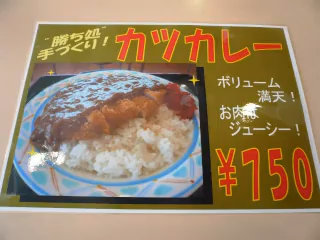 "勝ち処"
手づくり！
カツカレー
ボリューム
満天！
お肉は
ジューシー！
¥750